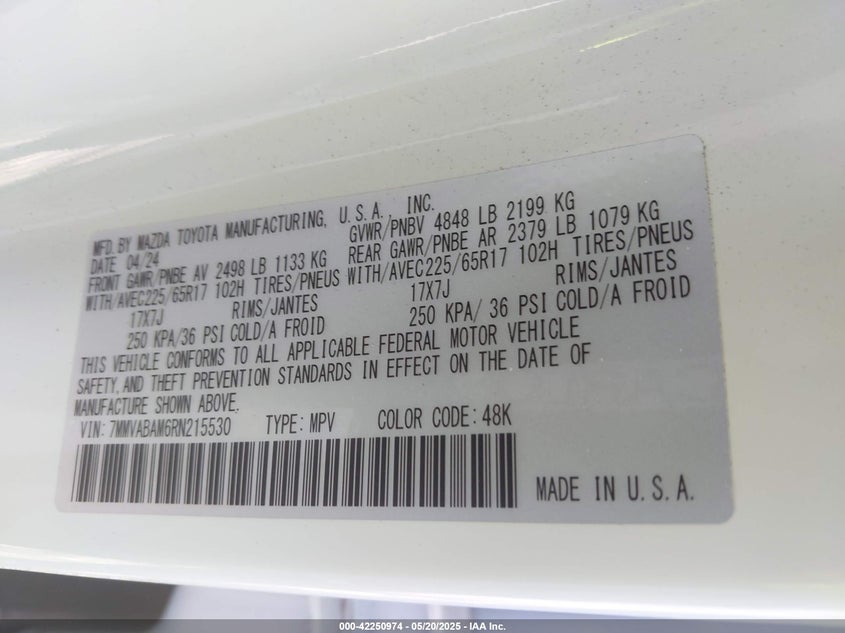 MFD. BY MAZDA TOYOTA MANUFACTURING, U.S.A., INC.
DATE 04/24 GVWR/PNBV 4848 LB 2199 KG
FRONT GAWR/PNBE AV 2498 LB 1133 KG REAR GAWR/PNBE AR 2379 LB 1079 KG
WITH/AVEC225/65R17 102H TIRES/PNEUS WITH/AVEC225/65R17 102H TIRES/PNEUS
17X7J RIMS/JANTES 17X7J RIMS/JANTES
250 KPA/36 PSI COLD/A FROID 250 KPA/ 36 PSI COLD/A FROID
THIS VEHICLE CONFORMS TO ALL APPLICABLE FEDERAL MOTOR VEHICLE
SAFETY, AND THEFT PREVENTION STANDARDS IN EFFECT ON THE DATE OF
MANUFACTURE SHOWN ABOVE.
VIN: 7MMVABAM6RN215530 TYPE: MPV COLOR CODE: 48K
MADE IN U.S.A.
000-42250974 - 05/20/2025 - IAA Inc.